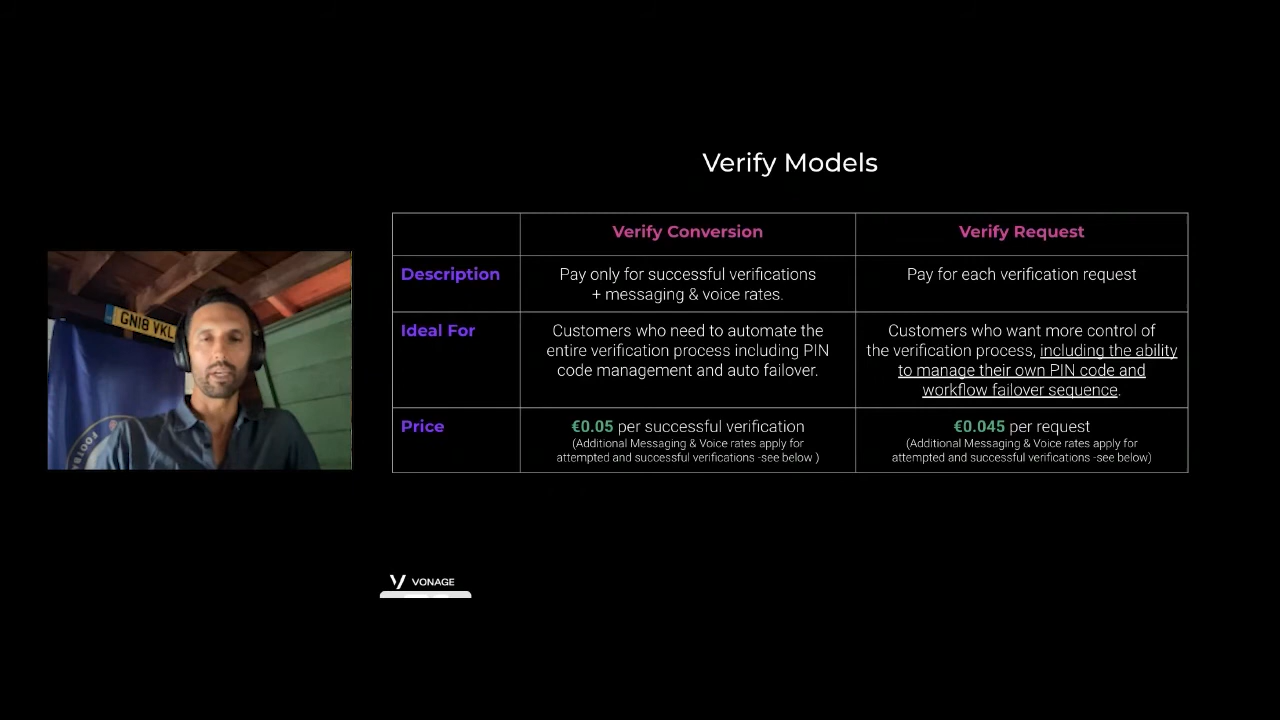 Verify Models
Verify Conversion
Verify Request
Description
Pay only for successful verifications
+ messaging & voice rates.
Pay for each verification request
Ideal For
Customers who need to automate the
entire verification process including PIN
code management and auto failover.
Customers who want more control of
the verification process, including the ability
to manage their own PIN code and
workflow failover sequence.
Price
€0.05 per successful verification
(Additional Messaging & Voice rates apply for
attempted and successful verifications -see below )
€0.045 per request
(Additional Messaging & Voice rates apply for
attempted and successful verifications -see below)
GN18 VKL
VONAGE